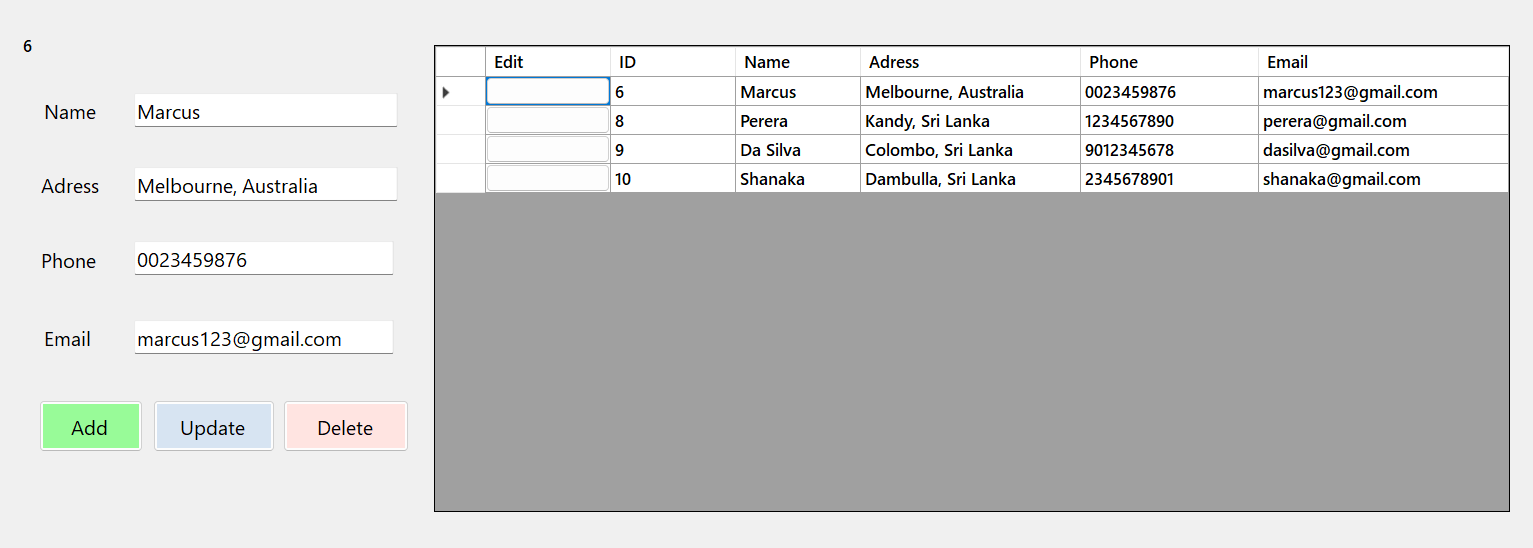 6
Name Marcus
Adress Melbourne, Australia
Phone 0023459876
Email marcus123@gmail.com
Add Update Delete
Edit ID Name Adress Phone Email
6 Marcus Melbourne, Australia 0023459876 marcus123@gmail.com
8 Perera Kandy, Sri Lanka 1234567890 perera@gmail.com
9 Da Silva Colombo, Sri Lanka 9012345678 dasilva@gmail.com
10 Shanaka Dambulla, Sri Lanka 2345678901 shanaka@gmail.com